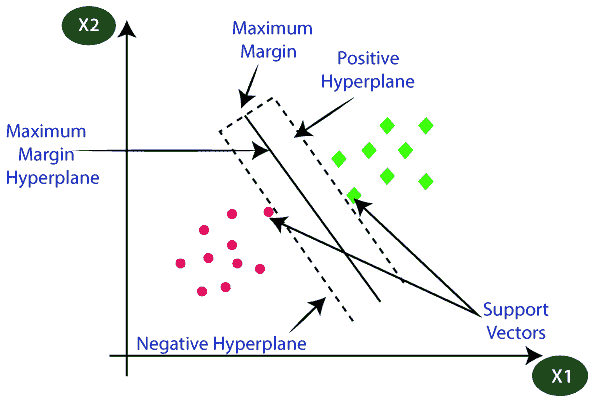 X2
Maximum
Margin
Positive
Hyperplane
Maximum
Margin
Hyperplane
Negative Hyperplane
Support
Vectors
X1